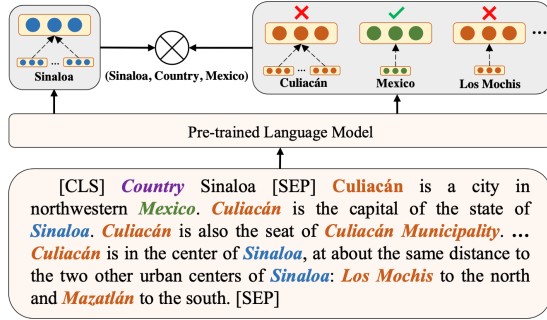 Sinaloa
(Sinaloa, Country, Mexico)
Culiacán
Mexico
Los Mochis
Pre-trained Language Model
[CLS] Country Sinaloa [SEP] Culiacán is a city in
northwestern Mexico. Culiacán is the capital of the state of
Sinaloa. Culiacán is also the seat of Culiacán Municipality. ...
Culiacán is in the center of Sinaloa, at about the same distance to
the two other urban centers of Sinaloa: Los Mochis to the north
and Mazatlán to the south. [SEP]